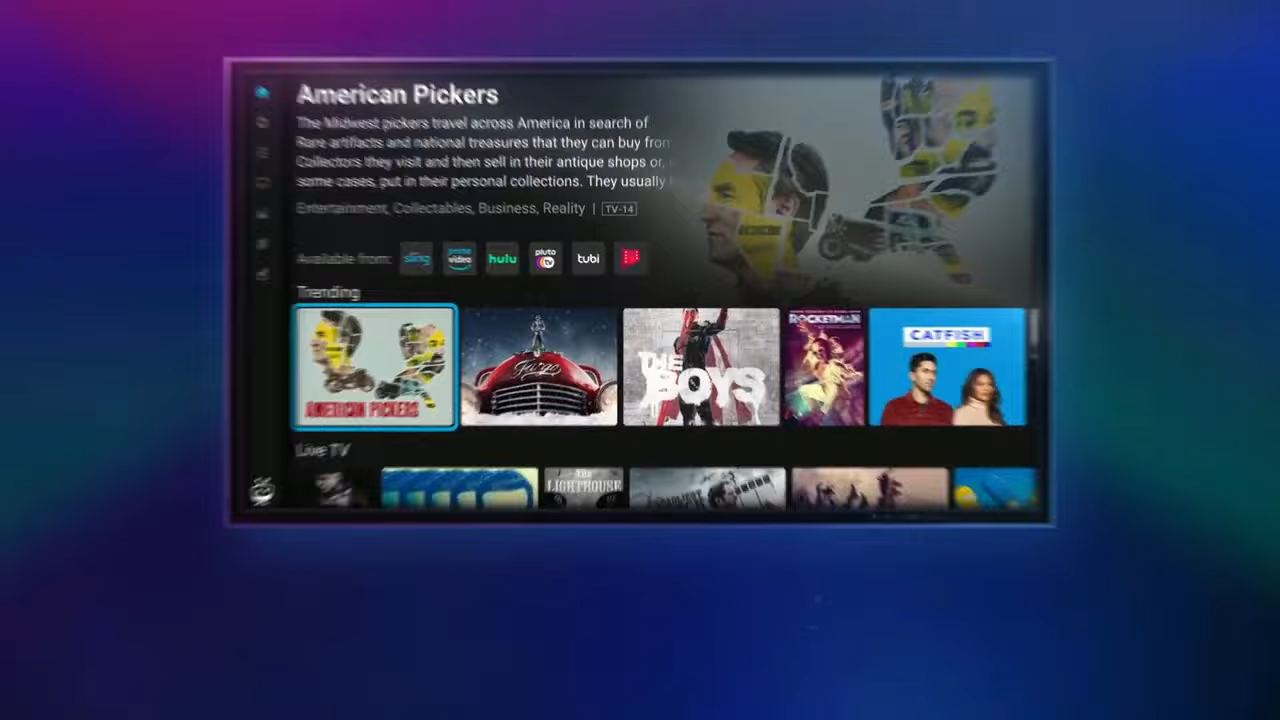 American Pickers
The Midwest pickers travel across America in search of
Rare artifacts and national treasures that they can buy from
Collectors they visit and then sell in their antique shops or,
some cases, put in their personal collections. They usually
Entertainment, Collectables, Business, Reality | TV-14
Available from: sling prime video hulu pluto tv tubi
Trending
AMERICAN PICKERS
Fargo
THE BOYS
ROCKETMAN
CATFISH
Live TV
THE LIGHTHOUSE